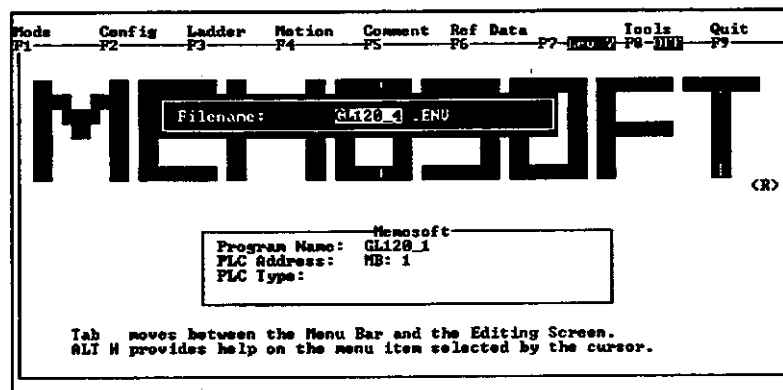 Mode Config Ladder Motion Comment Ref Data Tools Quit
F1 F2 F3 F4 F5 F6 F7 F8 OFF F9
MEMOSOFT
Filename: GL120_4 .ENV
(R)
Memosoft
Program Name: GL120_1
PLC Address: MB: 1
PLC Type:
Tab moves between the Menu Bar and the Editing Screen.
ALT H provides help on the menu item selected by the cursor.